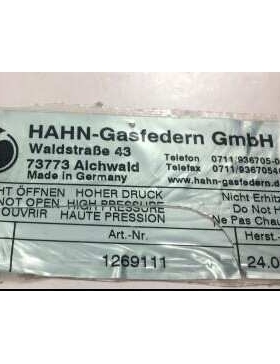 HAHN-Gasfedern GmbH
Waldstraße 43
73773 Aichwald
Made in Germany
Telefon 0711/936705-0
Telefax 0711/93670540
www.hahn-gasfedern.de
HT ÖFFNEN HOHER DRUCK Nicht Erhitz
NOT OPEN HIGH PRESSURE Do Not H
OUVRIR HAUTE PRESSION Ne Pas Chau
Art.-Nr. Herst.-
1269111 24.0